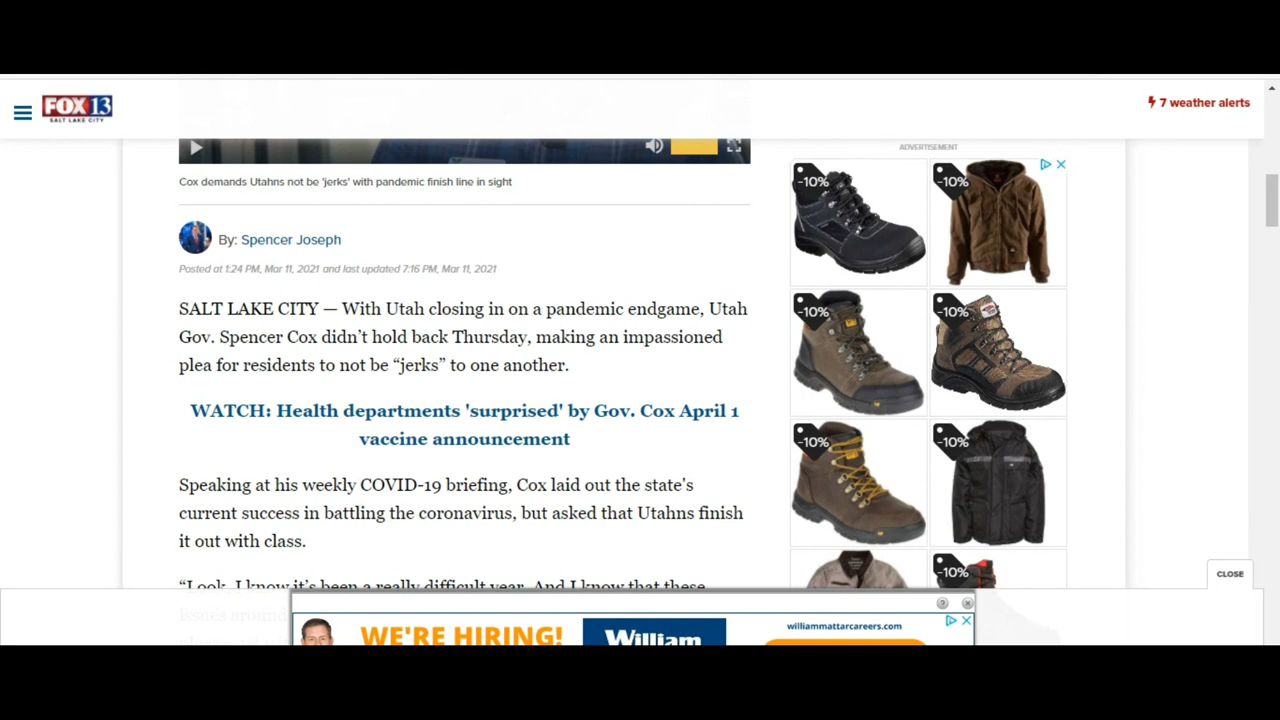 FOX 13
SALT LAKE CITY
7 weather alerts
Cox demands Utahns not be 'jerks' with pandemic finish line in sight
By: Spencer Joseph
Posted at 1:24 PM, Mar 11, 2021 and last updated 7:16 PM, Mar 11, 2021
SALT LAKE CITY — With Utah closing in on a pandemic endgame, Utah
Gov. Spencer Cox didn’t hold back Thursday, making an impassioned
plea for residents to not be “jerks” to one another.
WATCH: Health departments 'surprised' by Gov. Cox April 1
vaccine announcement
Speaking at his weekly COVID-19 briefing, Cox laid out the state's
current success in battling the coronavirus, but asked that Utahns finish
it out with class.
“Look, I know it’s been a really difficult year. And I know that these
issues around
ADVERTISEMENT
-10%
-10%
-10%
-10%
-10%
-10%
-10%
CLOSE
WE'RE HIRING!
William
williammattarcareers.com